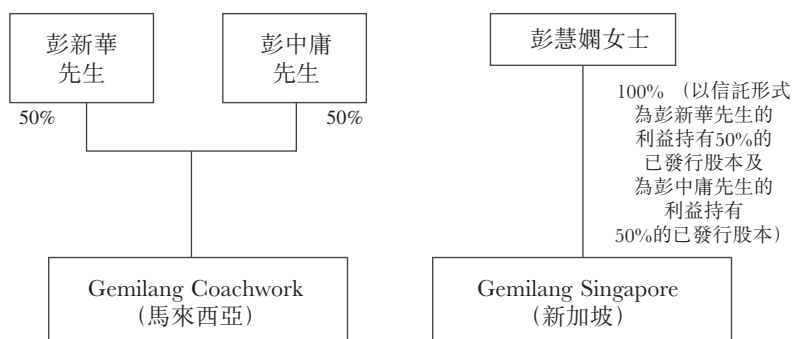 彭新華
先生
彭中庸
先生
彭慧嫻女士
50%
50%
100% （以信託形式
為彭新華先生的
利益持有50%的
已發行股本及
為彭中庸先生的
利益持有
50%的已發行股本）
Gemilang Coachwork
（馬來西亞）
Gemilang Singapore
（新加坡）